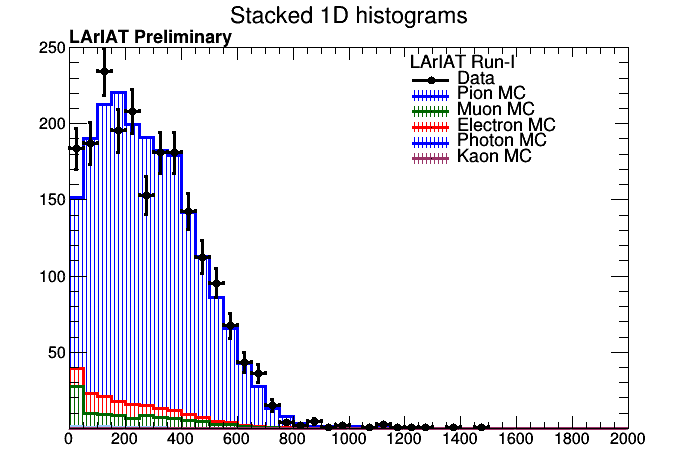 Stacked 1D histograms
LArIAT Preliminary
LArIAT Run-I
Data
Pion MC
Muon MC
Electron MC
Photon MC
Kaon MC
250
200
150
100
50
0 200 400 600 800 1000 1200 1400 1600 1800 2000